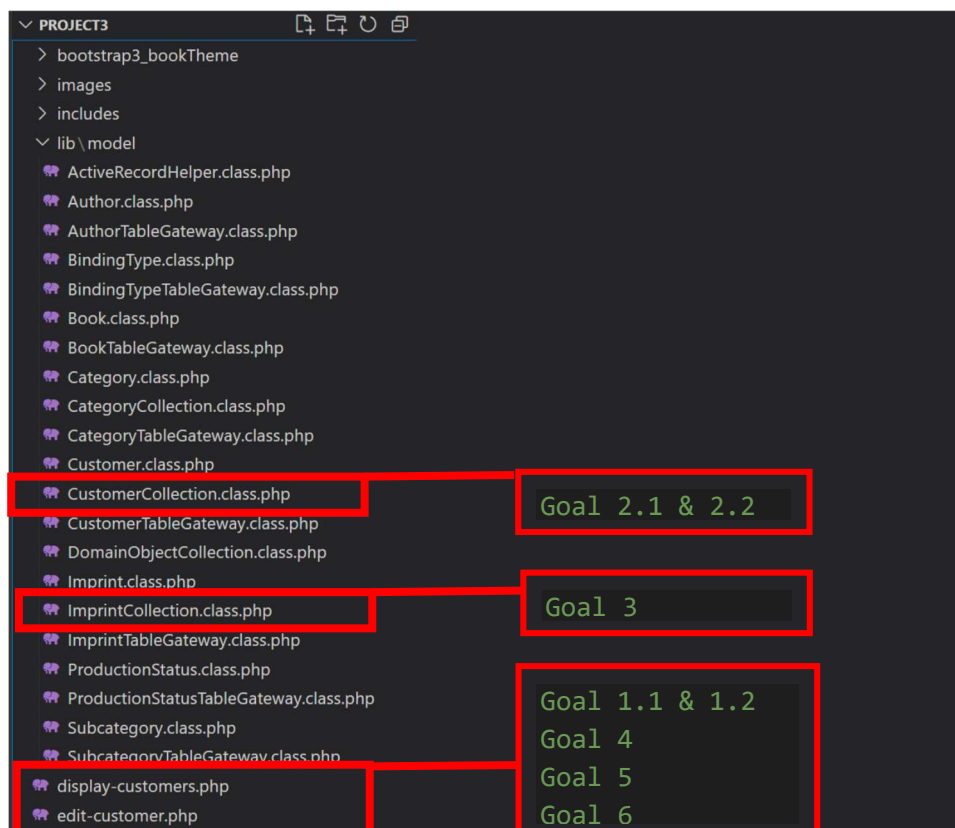 PROJECT3
bootstrap3_bookTheme
images
includes
lib\model
ActiveRecordHelper.class.php
Author.class.php
AuthorTableGateway.class.php
BindingType.class.php
BindingTypeTableGateway.class.php
Book.class.php
BookTableGateway.class.php
Category.class.php
CategoryCollection.class.php
CategoryTableGateway.class.php
Customer.class.php
CustomerCollection.class.php
Goal 2.1 & 2.2
CustomerTableGateway.class.php
DomainObjectCollection.class.php
Imprint.class.php
ImprintCollection.class.php
Goal 3
ImprintTableGateway.class.php
ProductionStatus.class.php
ProductionStatusTableGateway.class.php
Goal 1.1 & 1.2
Subcategory.class.php
Goal 4
SubcategoryTableGateway.class.php
display-customers.php
Goal 5
edit-customer.php
Goal 6